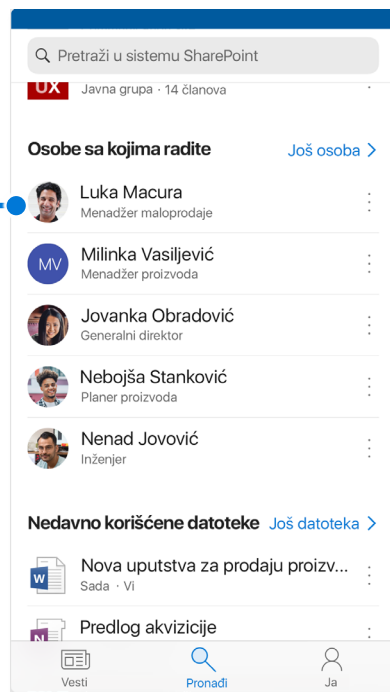 Pretraži u sistemu SharePoint
UX
Javna grupa · 14 članova
Osobe sa kojima radite
Još osoba >
Luka Macura
Menadžer maloprodaje
MV
Milinka Vasiljević
Menadžer proizvoda
Jovanka Obradović
Generalni direktor
Nebojša Stanković
Planer proizvoda
Nenad Jovović
Inženjer
Nedavno korišćene datoteke
Još datoteka >
W
Nova uputstva za prodaju proizv...
Sada · Vi
N
Predlog akvizicije
Vesti
Pronađi
Ja